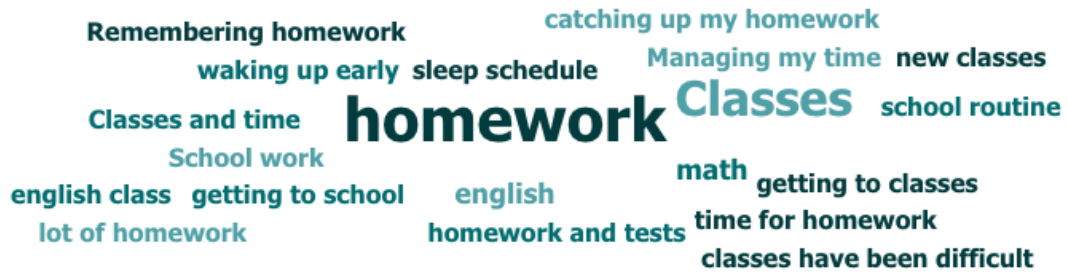 catching up my homework
Remembering homework
Managing my time new classes
waking up early sleep schedule
Classes
homework
school routine
Classes and time
School work
math
getting to classes
english class getting to school english
time for homework
lot of homework
homework and tests
classes have been difficult